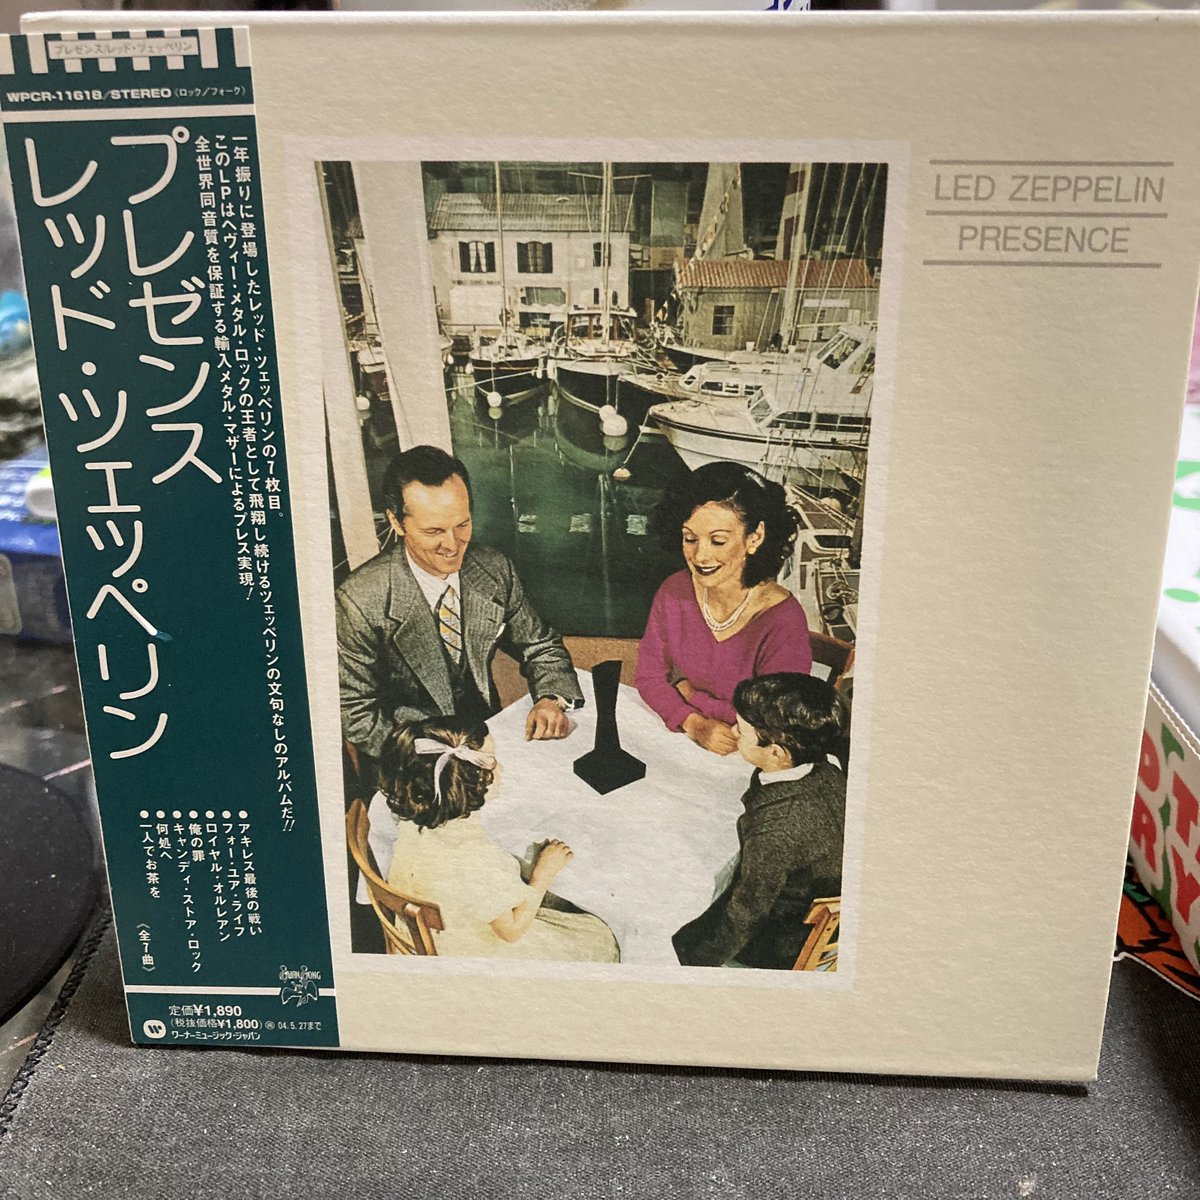 プレゼンス/レッド・ツェッペリン
WPCR-11618/STEREO (ロック/フォーク)
プレゼンス
レッド・ツェッペリン
一年振りに登場したレッド・ツェッペリンの7枚目。
このLPはヘヴィー・メタル・ロックの王者として飛翔し続けるツェッペリンの文句なしのアルバムだ!!
全世界同音質を保証する輸入メタル・マザーによるプレス実現!
●アキレス最後の戦い
●フォー・ユア・ライフ
●ロイヤル・オルレアン
●俺の罪
●キャンディ・ストア・ロック
●何処へ
●一人でお茶を
《全7曲》
SWAN SONG
定価¥1,890
(税抜価格¥1,800) 04.5.27まで
ワーナーミュージック・ジャパン
LED ZEPPELIN
PRESENCE